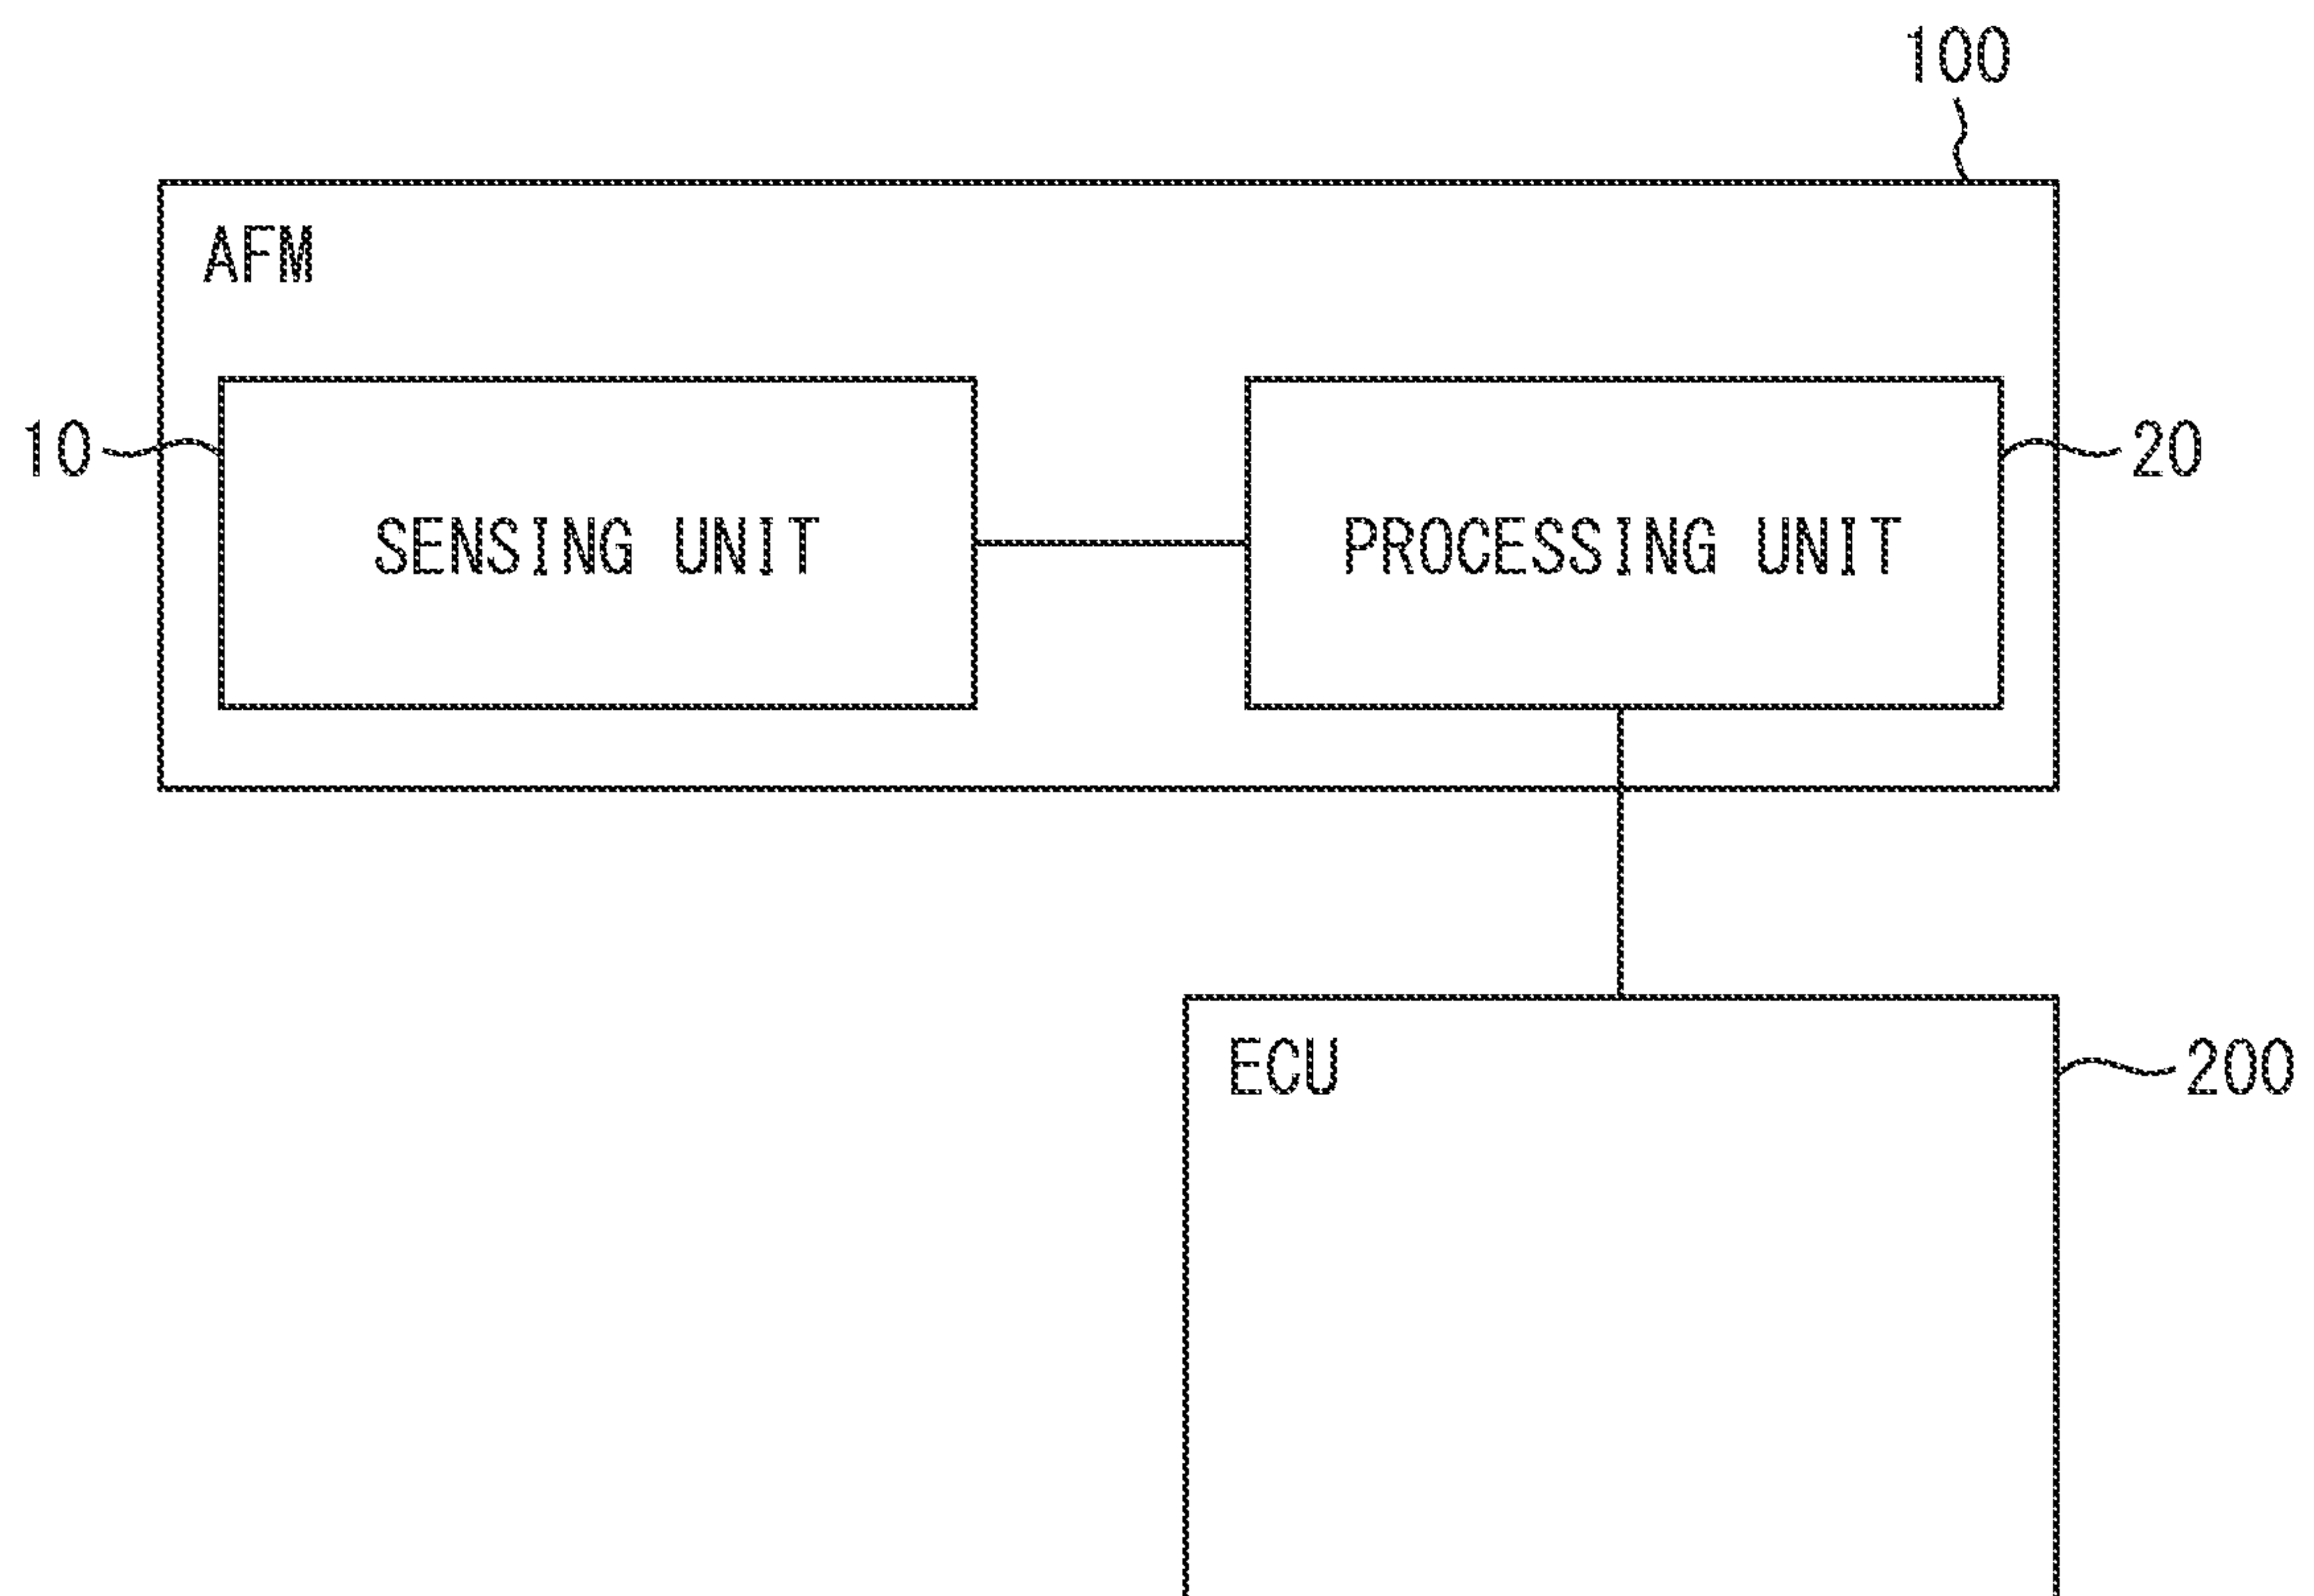 100
AFM
10
20
SENSING UNIT
PROCESSING UNIT
ECU
200